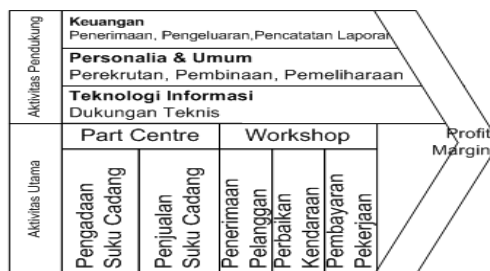 Aktivitas Pendukung
Keuangan
Penerimaan, Pengeluaran,Pencatatan Laporan
Personalia & Umum
Perekrutan, Pembinaan, Pemeliharaan
Teknologi Informasi
Dukungan Teknis
Aktivitas Utama
Part Centre
Workshop
Pengadaan
Suku Cadang
Penjualan
Suku Cadang
Penerimaan
Pelanggan
Perbaikan
Kendaraan
Pembayaran
Pekerjaan
Profit
Margin